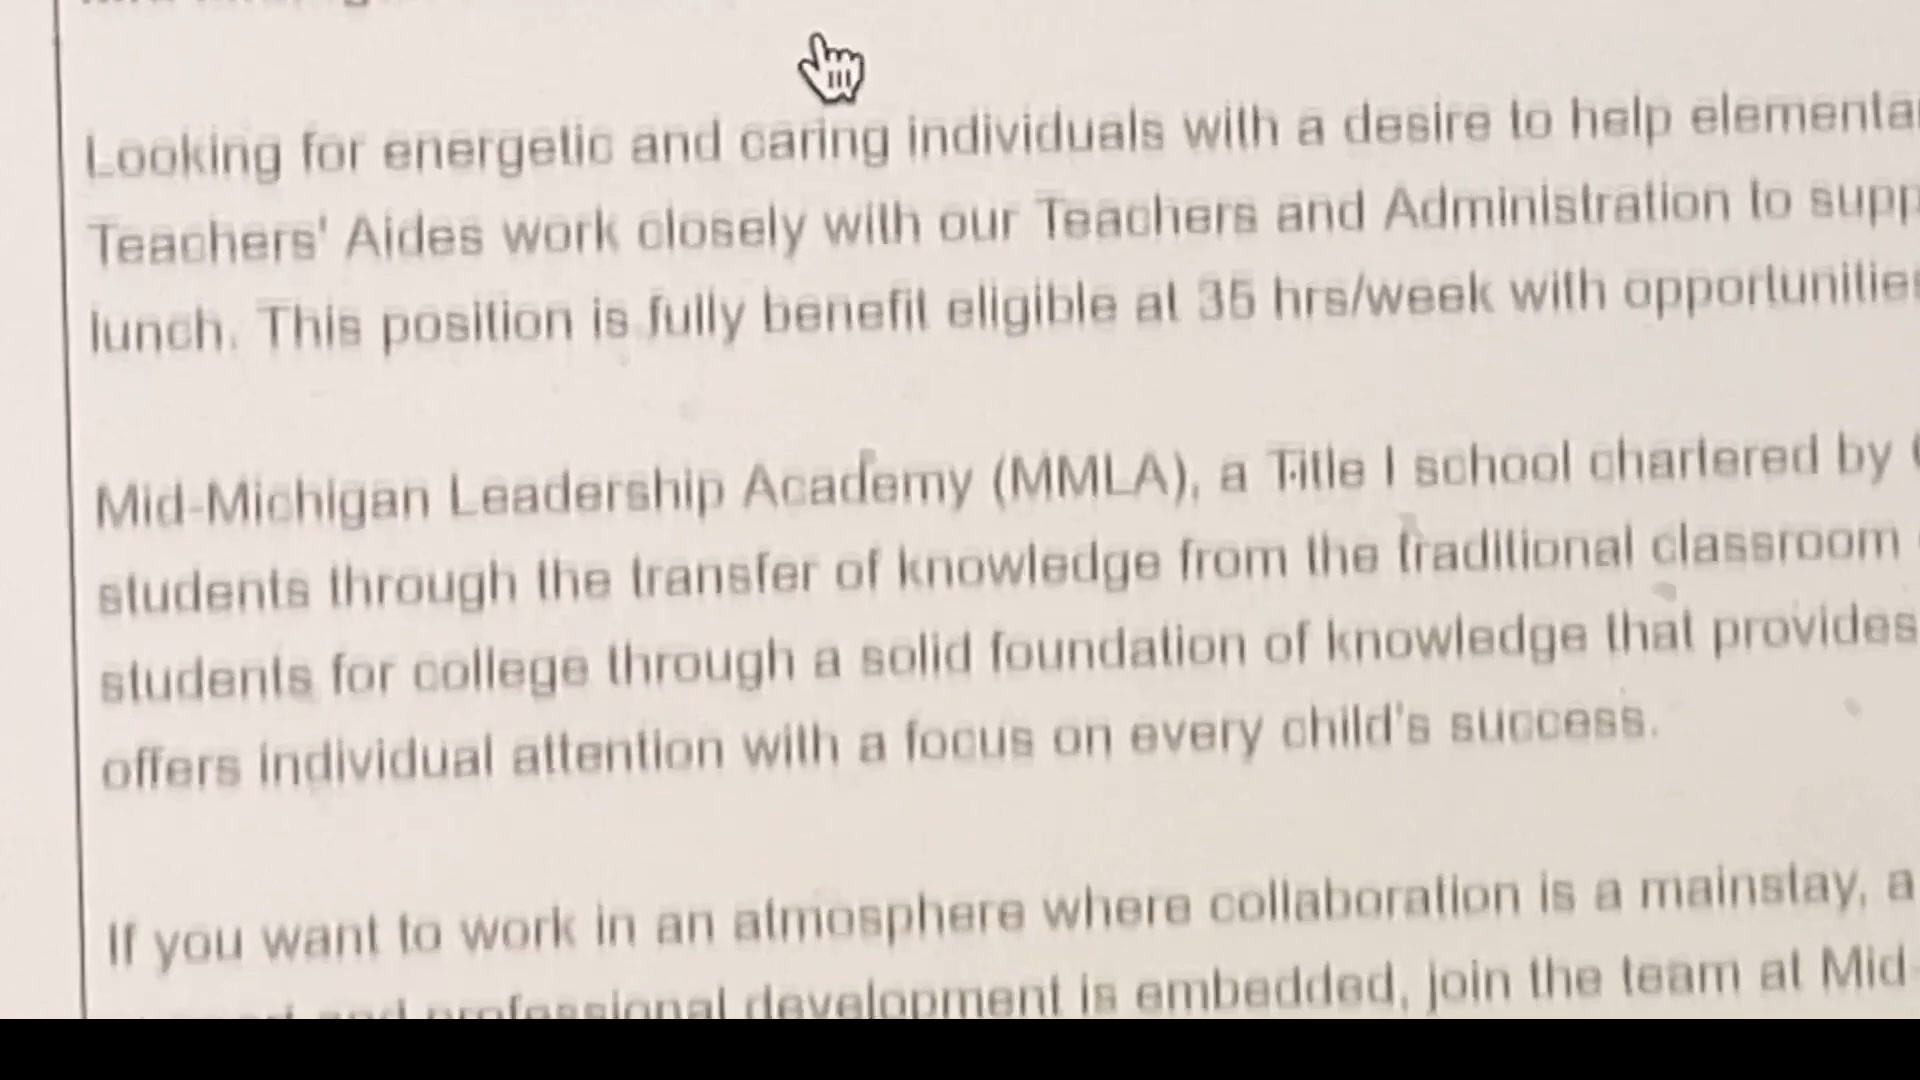 Looking for energetic and caring individuals with a desire to help
Teachers' Aides work closely with our Teachers and Administration to
lunch. This position is fully benefit eligible at 35 hrs/week with opportunities
Mid-Michigan Leadership Academy (MMLA), a Title I school chartered by
students through the transfer of knowledge from the traditional classroom
students for college through a solid foundation of knowledge that provides
offers individual attention with a focus on every child's success.
If you want to work in an atmosphere where collaboration is a mainstay, a
and professional development is embedded, join the team at Mid-